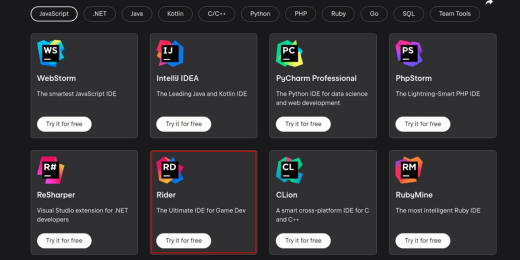 JavaScript .NET Java Kotlin C/C++ Python PHP Ruby Go SQL Team Tools
WS IJ PC PS
WebStorm IntelliJ IDEA PyCharm Professional PhpStorm
The smartest JavaScript IDE The Leading Java and Kotlin IDE The Python IDE for data science The Lightning-Smart PHP IDE
and web development
Try it for free Try it for free Try it for free Try it for free
R# RD CL RM
ReSharper Rider CLion RubyMine
Visual Studio extension for .NET The Ultimate IDE for Game Dev A smart cross-platform IDE for C The most intelligent Ruby IDE
developers and C++
Try it for free Try it for free Try it for free Try it for free